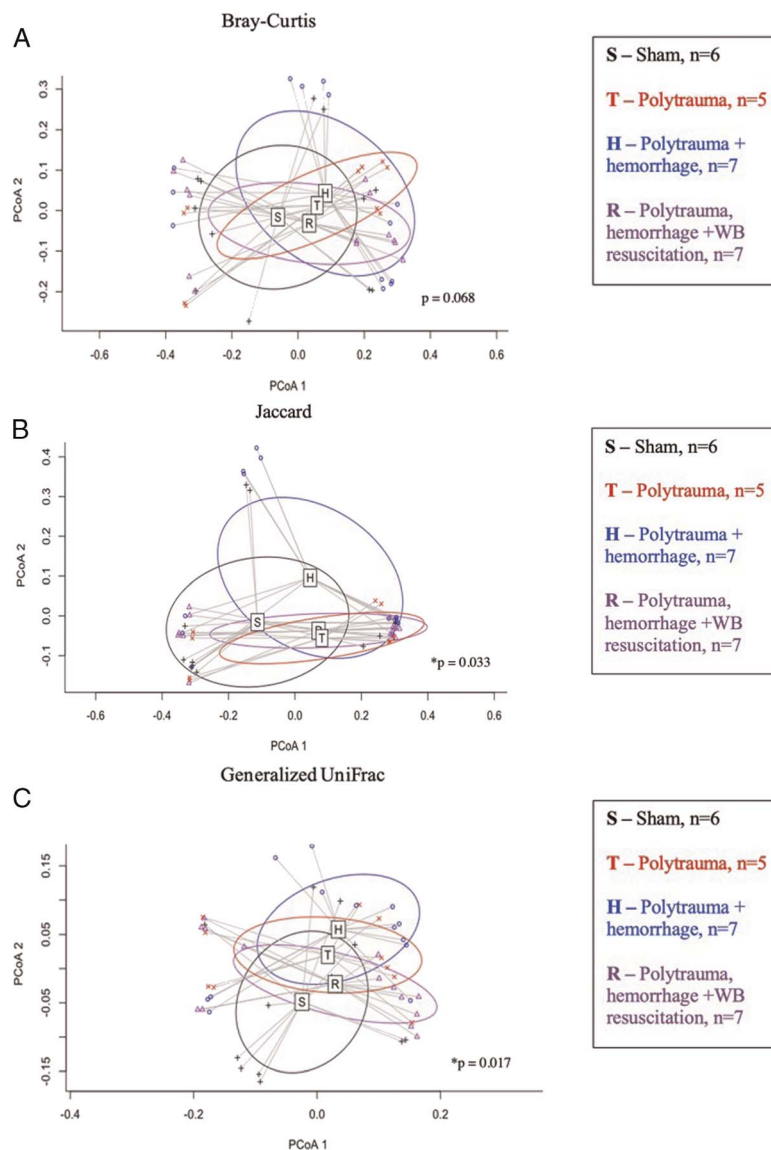 A
Bray-Curtis
0.3
0.2
0.1
0.0
-0.1
-0.2
PCoA 2
H
T
S
R
p = 0.068
-0.6
-0.4
-0.2
0.0
0.2
0.4
0.6
PCoA 1
S – Sham, n=6
T – Polytrauma, n=5
H – Polytrauma +
hemorrhage, n=7
R – Polytrauma,
hemorrhage +WB
resuscitation, n=7
B
Jaccard
0.4
0.3
0.2
0.1
0.0
-0.1
PCoA 2
H
S
T
*p = 0.033
-0.6
-0.4
-0.2
0.0
0.2
0.4
0.6
PCoA 1
S – Sham, n=6
T – Polytrauma, n=5
H – Polytrauma +
hemorrhage, n=7
R – Polytrauma,
hemorrhage +WB
resuscitation, n=7
C
Generalized UniFrac
0.15
0.05
-0.05
-0.15
PCoA 2
H
T
R
S
*p = 0.017
-0.4
-0.2
0.0
0.2
PCoA 1
S – Sham, n=6
T – Polytrauma, n=5
H – Polytrauma +
hemorrhage, n=7
R – Polytrauma,
hemorrhage +WB
resuscitation, n=7